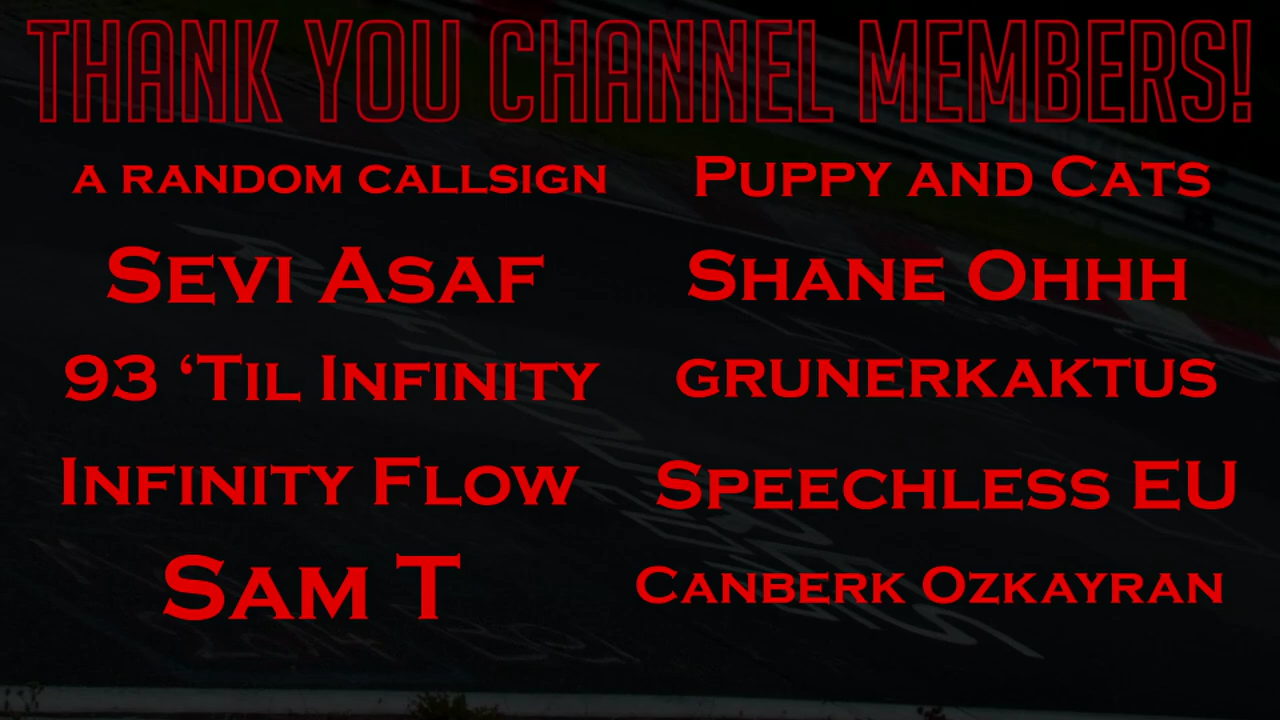 THANK YOU CHANNEL MEMBERS!
A RANDOM CALLSIGN
PUPPY AND CATS
SEVI ASAF
SHANE OHHH
93 ‘TIL INFINITY
GRUNERKAKTUS
INFINITY FLOW
SPEECHLESS EU
SAM T
CANBERK OZKAYRAN